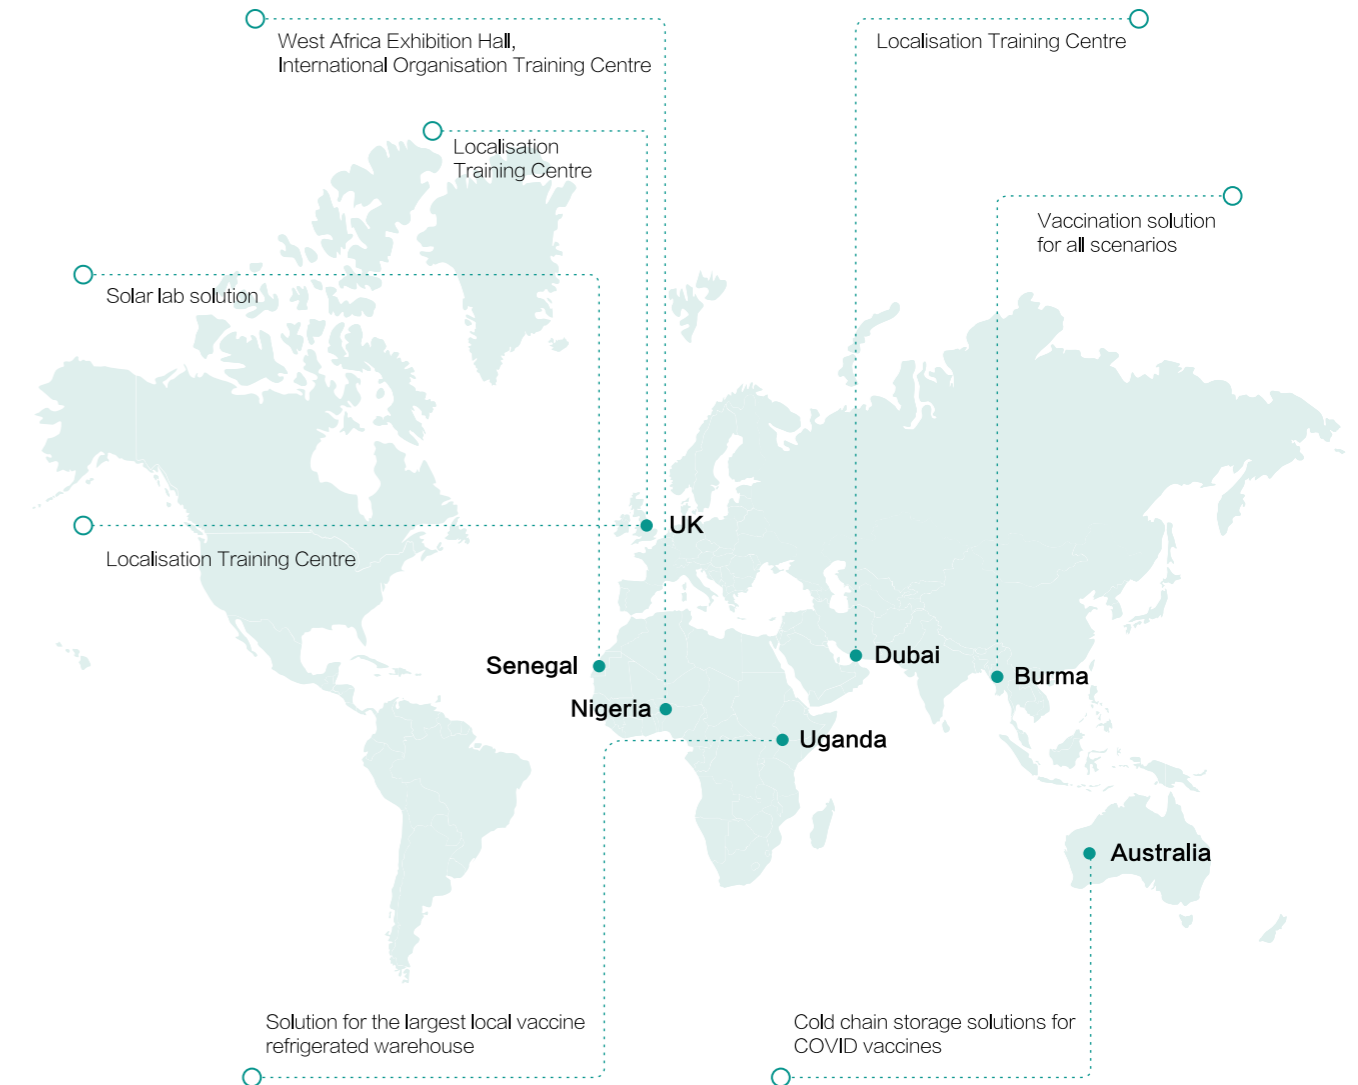 West Africa Exhibition Hall,
International Organisation Training Centre
Localisation Training Centre
Localisation
Training Centre
Vaccination solution
for all scenarios
Solar lab solution
UK
Localisation Training Centre
Dubai
Senegal
Burma
Nigeria
Uganda
Australia
Solution for the largest local vaccine
refrigerated warehouse
Cold chain storage solutions for
COVID vaccines